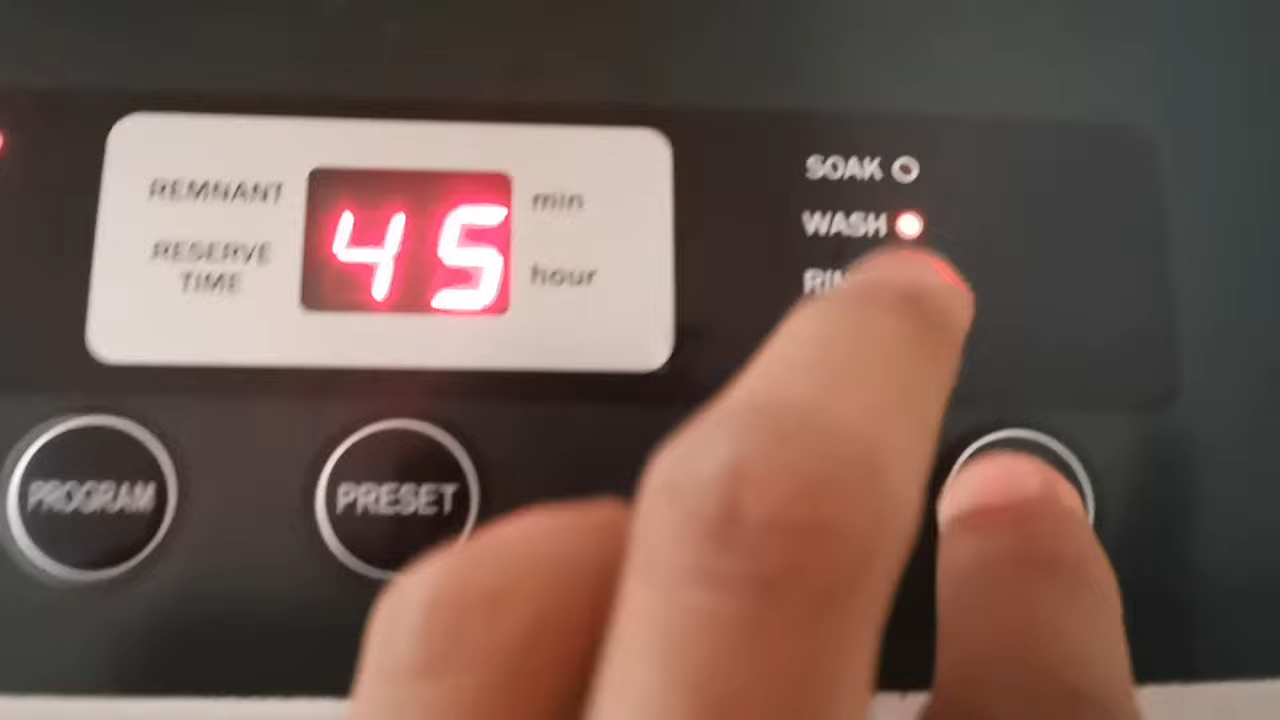 REMNANT
RESERVE
TIME
45
min
hour
SOAK
WASH
PROGRAM
PRESET